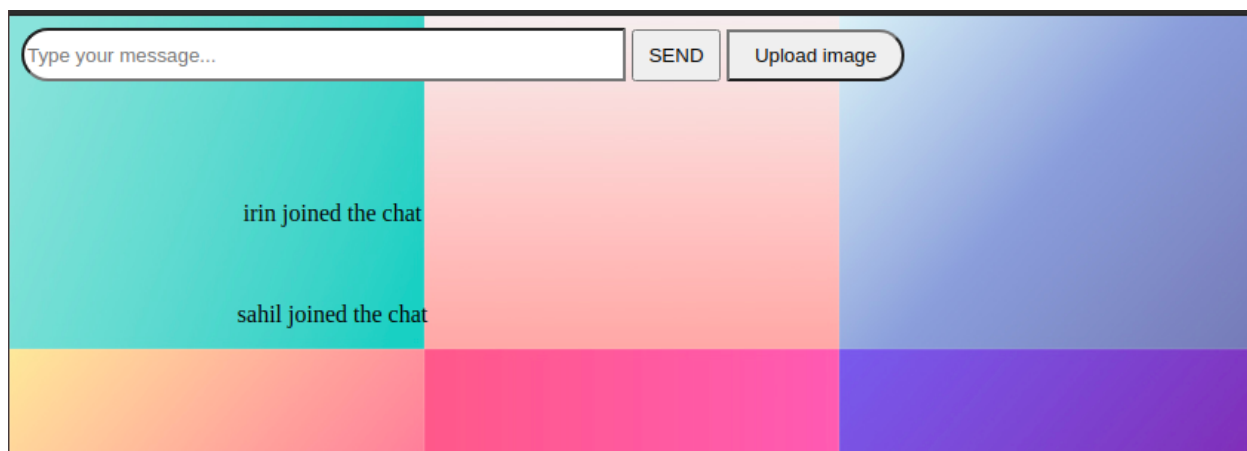 Type your message... SEND Upload image
irin joined the chat
sahil joined the chat